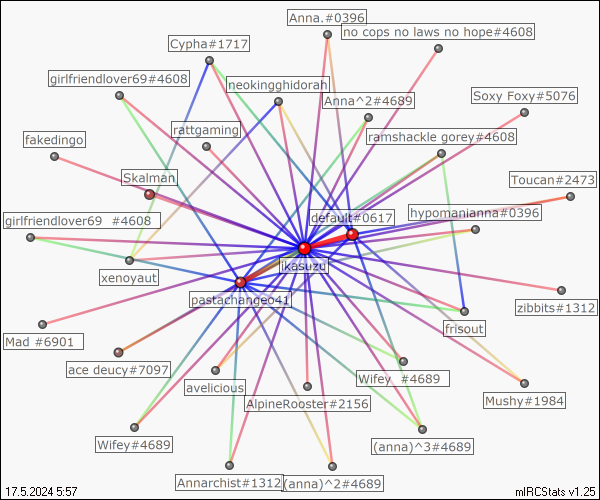 Anna.#0396
no cops no laws no hope#4608
Cypha#1717
girlfriendlover69#4608
neokingghidorah
Soxy Foxy#5076
Anna^2#4689
rattgaming
ramshackle gorey#4608
fakedingo
Skalman
Toucan#2473
hypomanianna#0396
default#0617
girlfriendlover69 #4608
ikasuzu
xenoyaut
pastachangeo41
zibbits#1312
frisout
Mad #6901
ace deucy#7097
Wifey #4689
avelicious
AlpineRooster#2156
Mushy#1984
Wifey#4689
(anna)^3#4689
Annarchist#1312
(anna)^2#4689
17.5.2024 5:57
mIRCStats v1.25